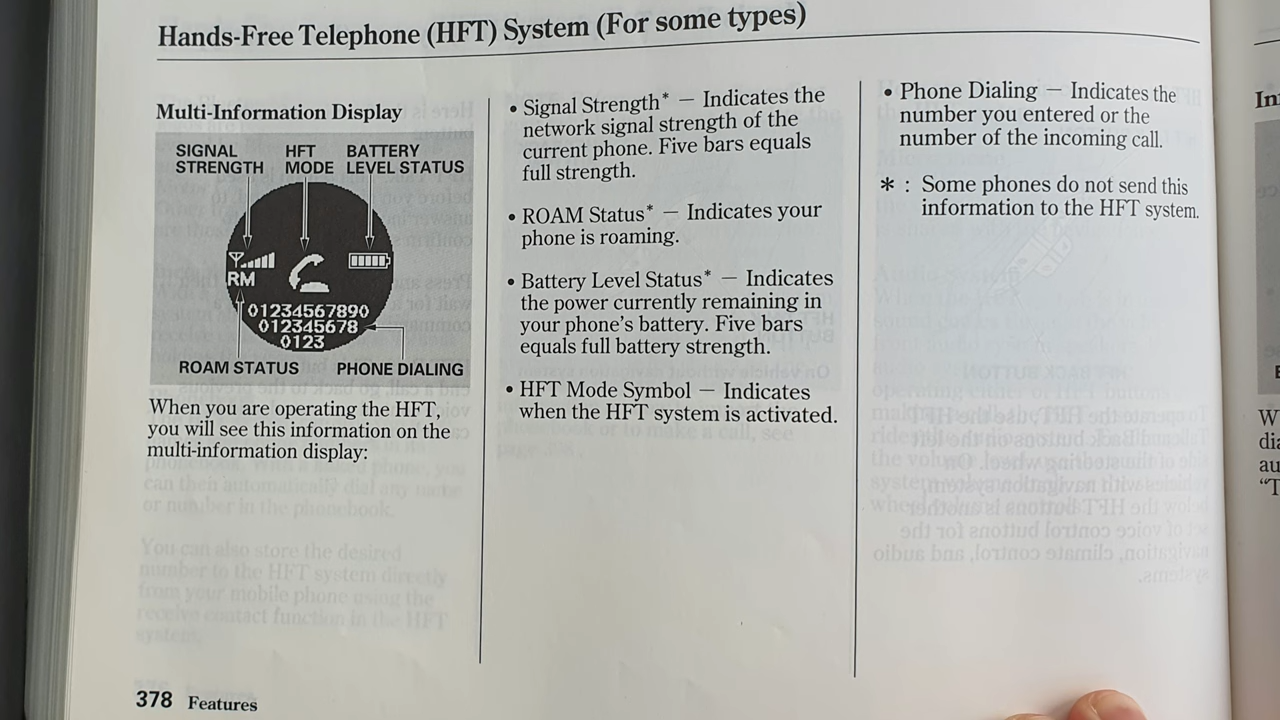 Hands-Free Telephone (HFT) System (For some types)
Multi-Information Display
SIGNAL STRENGTH
HFT MODE
BATTERY LEVEL STATUS
RM
01234567890
012345678
0123
ROAM STATUS
PHONE DIALING
When you are operating the HFT,
you will see this information on the
multi-information display:
• Signal Strength* — Indicates the
network signal strength of the
current phone. Five bars equals
full strength.
• ROAM Status* — Indicates your
phone is roaming.
• Battery Level Status* — Indicates
the power currently remaining in
your phone's battery. Five bars
equals full battery strength.
• HFT Mode Symbol — Indicates
when the HFT system is activated.
• Phone Dialing — Indicates the
number you entered or the
number of the incoming call.
* : Some phones do not send this
information to the HFT system.
378 Features